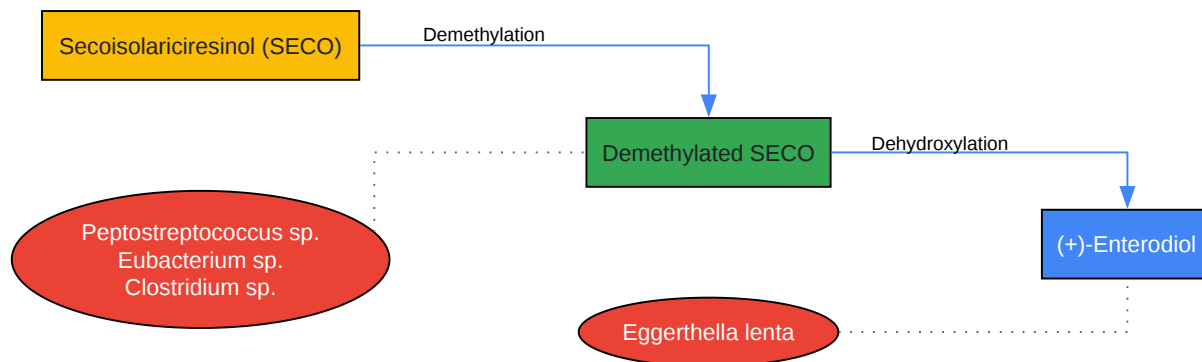 Secoisolariciresinol (SECO)
Demethylation
Demethylated SECO
Dehydroxylation
Peptostreptococcus sp.
Eubacterium sp.
Clostridium sp.
(+)-Enterodiol
Eggerthella lenta